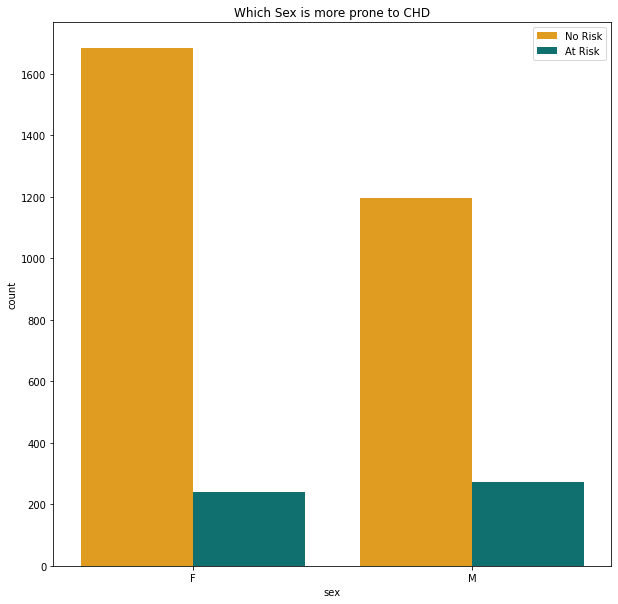 Which Sex is more prone to CHD
No Risk
At Risk
1600
1400
1200
1000
800
600
400
200
0
count
F
M
sex